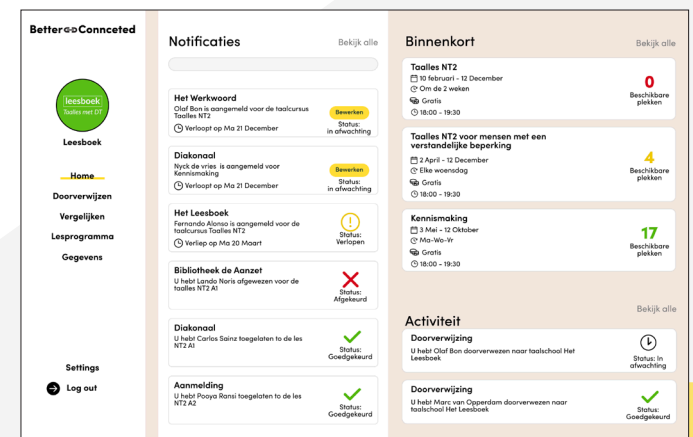 Better Connceted
leesboek
Taalles met DT
Leesboek
Home
Doorverwijzen
Vergelijken
Lesprogramma
Gegevens
Settings
Log out
Notificaties
Bekijk alle
Het Werkwoord
Olaf Bon is aangemeld voor de taalcursus
Taalles NT2
Verloopt op Ma 21 December
Bewerken
Status:
in afwachting
Diakonaal
Nyck de vries is aangemeld voor
Kennismaking
Verloopt op Ma 21 December
Bewerken
Status:
in afwachting
Het Leesboek
Fernando Alonso is aangemeld voor de
taalcursus Taalles NT2
Verliep op Ma 20 Maart
Status:
Verlopen
Bibliotheek de Aanzet
U hebt Lando Noris afgewezen voor de
taalles NT2 A1
Status:
Afgekeurd
Diakonaal
U hebt Carlos Sainz toegelaten to de les
NT2 A1
Status:
Goedgekeurd
Aanmelding
U hebt Pooya Ransi toegelaten to de les
NT2 A2
Status:
Goedgekeurd
Binnenkort
Bekijk alle
Taalles NT2
10 februari - 12 December
Om de 2 weken
Gratis
18:00 - 19:30
0
Beschikbare
plekken
Taalles NT2 voor mensen met een
verstandelijke beperking
2 April - 12 December
Elke woensdag
Gratis
18:00 - 19:30
4
Beschikbare
plekken
Kennismaking
3 Mei - 12 Oktober
Ma-Wo-Vr
Gratis
18:00 - 19:30
17
Beschikbare
plekken
Activiteit
Bekijk alle
Doorverwijzing
U hebt Olaf Bon doorverwezen naar taalschool Het
Leesboek
Status: In
afwachting
Doorverwijzing
U hebt Marc van Opperdam doorverwezen naar
taalschool Het Leesboek
Status:
Goedgekeurd